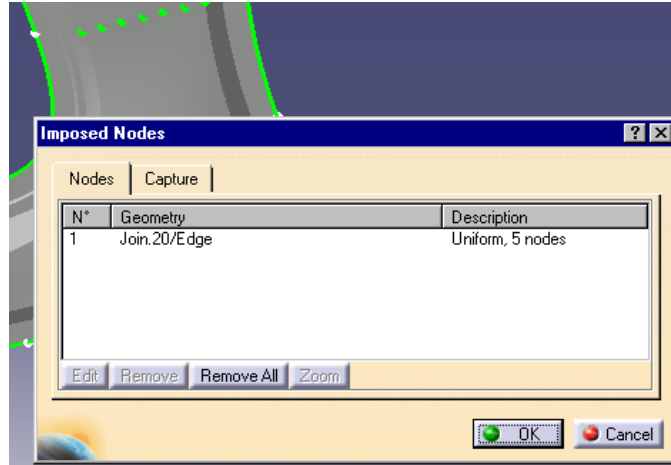 Imposed Nodes
Nodes Capture
N° Geometry Description
1 Join.20/Edge Uniform, 5 nodes
Edit Remove Remove All Zoom
OK Cancel